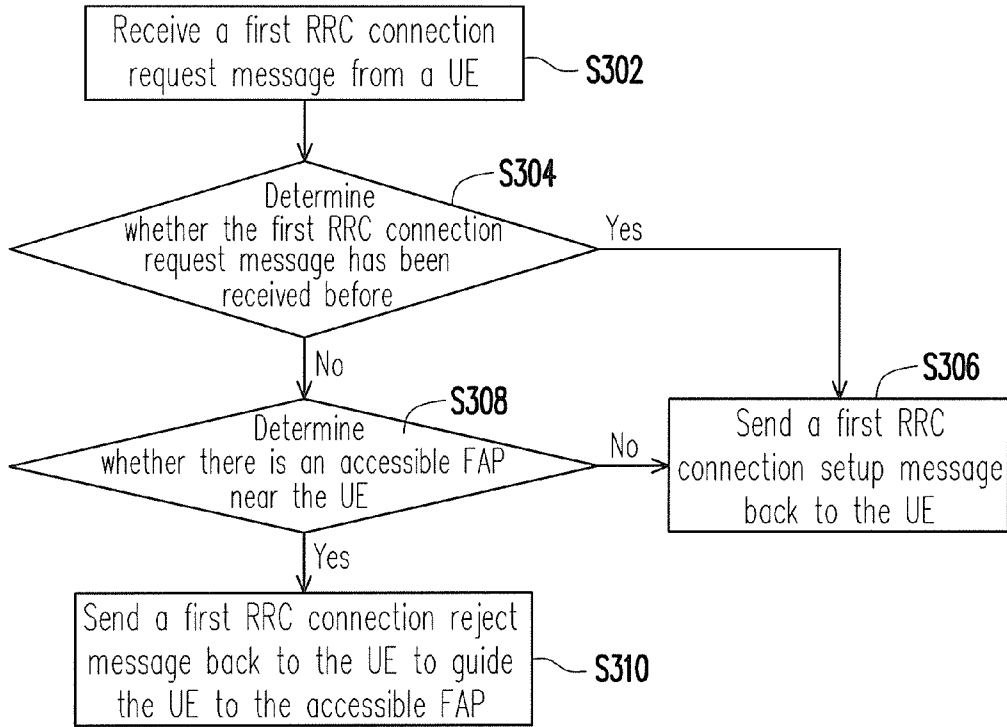 Receive a first RRC connection
request message from a UE
S302
S304
Determine
whether the first RRC connection
request message has been
received before
Yes
No
S306
S308
Determine
whether there is an accessible FAP
near the UE
No
Send a first RRC
connection setup message
back to the UE
Yes
Send a first RRC connection reject
message back to the UE to guide
the UE to the accessible FAP
S310